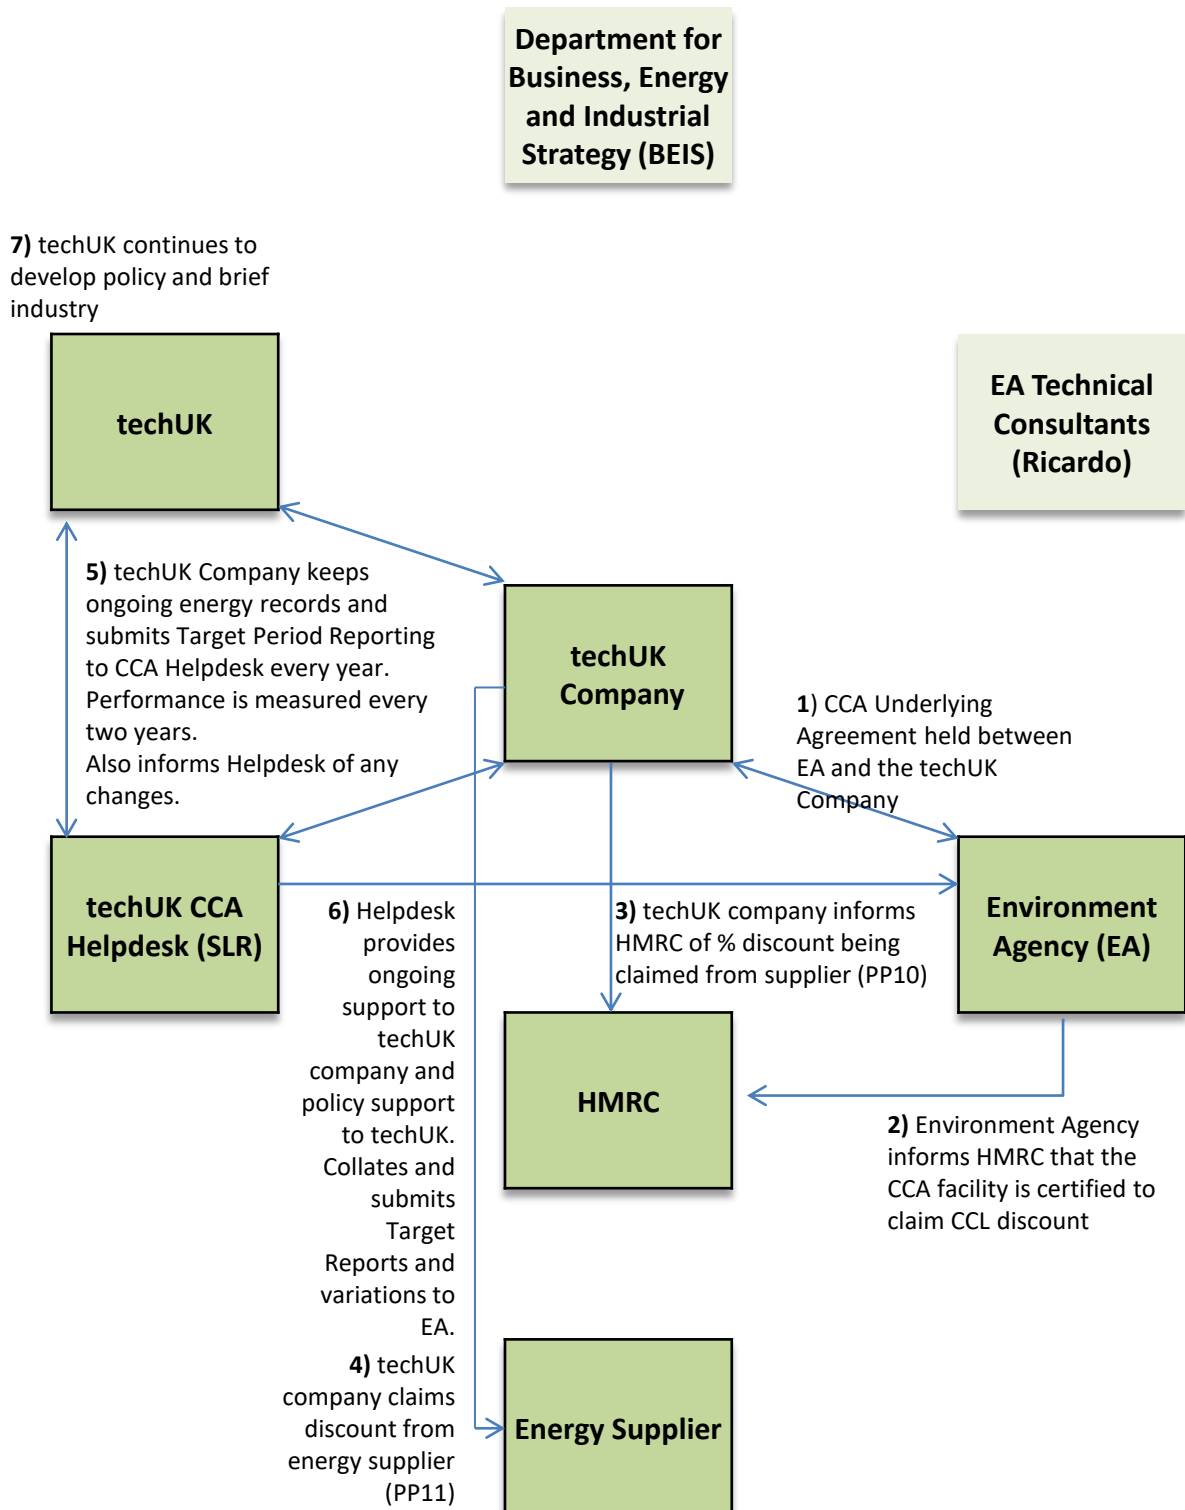 Department for
Business, Energy
and Industrial
Strategy (BEIS)
7) techUK continues to
develop policy and brief
industry
techUK
EA Technical
Consultants
(Ricardo)
5) techUK Company keeps
ongoing energy records and
submits Target Period Reporting
to CCA Helpdesk every year.
Performance is measured every
two years.
Also informs Helpdesk of any
changes.
techUK
Company
1) CCA Underlying
Agreement held between
EA and the techUK
Company
techUK CCA
Helpdesk (SLR)
6) Helpdesk
provides
ongoing
support to
techUK
company and
policy support
to techUK.
Collates and
submits
Target
Reports and
variations to
EA.
3) techUK company informs
HMRC of % discount being
claimed from supplier (PP10)
Environment
Agency (EA)
HMRC
2) Environment Agency
informs HMRC that the
CCA facility is certified to
claim CCL discount
4) techUK
company claims
discount from
energy supplier
(PP11)
Energy Supplier